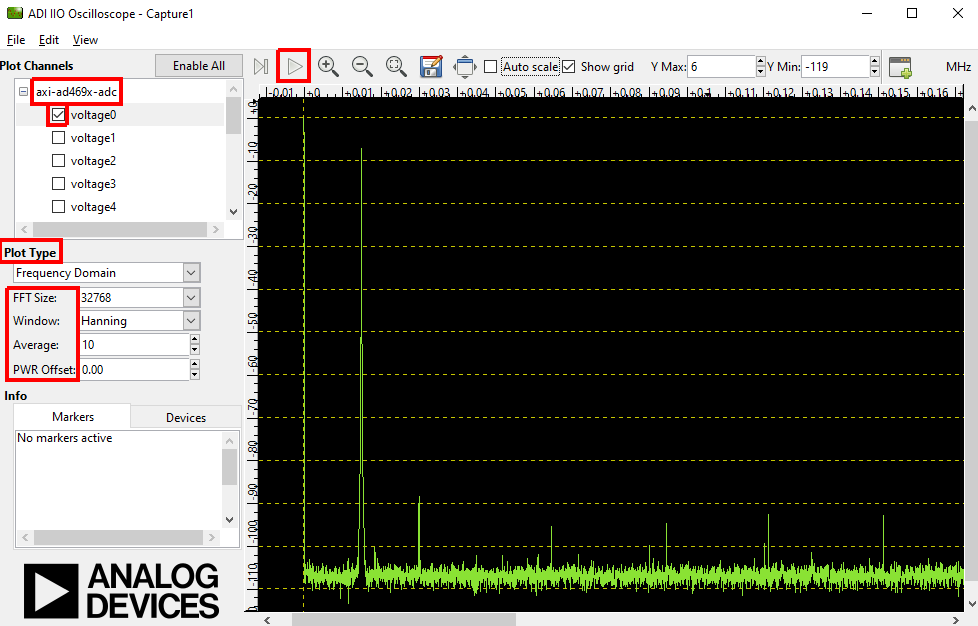 ADI IIO Oscilloscope - Capture1
File Edit View
Plot Channels
Enable All
Auto scale
Show grid
Y Max: 6
Y Min: -119
MHz
axi-ad469x-adc
voltage0
voltage1
voltage2
voltage3
voltage4
Plot Type
Frequency Domain
FFT Size: 32768
Window: Hanning
Average: 10
PWR Offset: 0.00
Info
Markers
Devices
No markers active
ANALOG
DEVICES
-0.01 +0 +0.01 +0.02 +0.03 +0.04 +0.05 +0.06 +0.07 +0.08 +0.09 +0.1 +0.11 +0.12 +0.13 +0.14 +0.15 +0.16
+0
-10
-20
-30
-40
-50
-60
-70
-80
-90
-100
-110